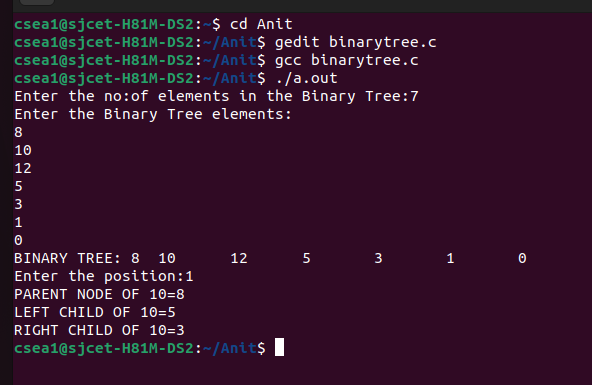 csea1@sjcet-H81M-DS2:~$ cd Anit
csea1@sjcet-H81M-DS2:~/Anit$ gedit binarytree.c
csea1@sjcet-H81M-DS2:~/Anit$ gcc binarytree.c
csea1@sjcet-H81M-DS2:~/Anit$ ./a.out
Enter the no:of elements in the Binary Tree:7
Enter the Binary Tree elements:
8
10
12
5
3
1
0
BINARY TREE: 8  10      12      5       3       1       0
Enter the position:1
PARENT NODE OF 10=8
LEFT CHILD OF 10=5
RIGHT CHILD OF 10=3
csea1@sjcet-H81M-DS2:~/Anit$